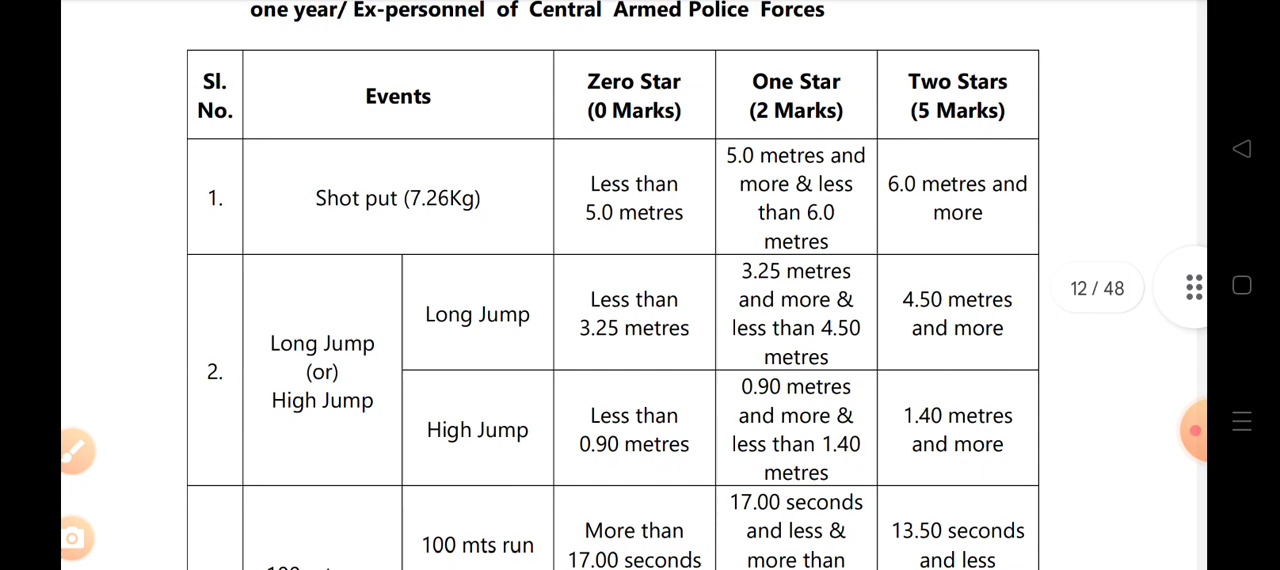 one year/ Ex-personnel of Central Armed Police Forces
Sl. No.
Events
Zero Star (0 Marks)
One Star (2 Marks)
Two Stars (5 Marks)
1.
Shot put (7.26Kg)
Less than 5.0 metres
5.0 metres and more & less than 6.0 metres
6.0 metres and more
2.
Long Jump (or) High Jump
Long Jump
Less than 3.25 metres
3.25 metres and more & less than 4.50 metres
4.50 metres and more
High Jump
Less than 0.90 metres
0.90 metres and more & less than 1.40 metres
1.40 metres and more
100 mts run
More than 17.00 seconds
17.00 seconds and less & more than
13.50 seconds and less
12 / 48